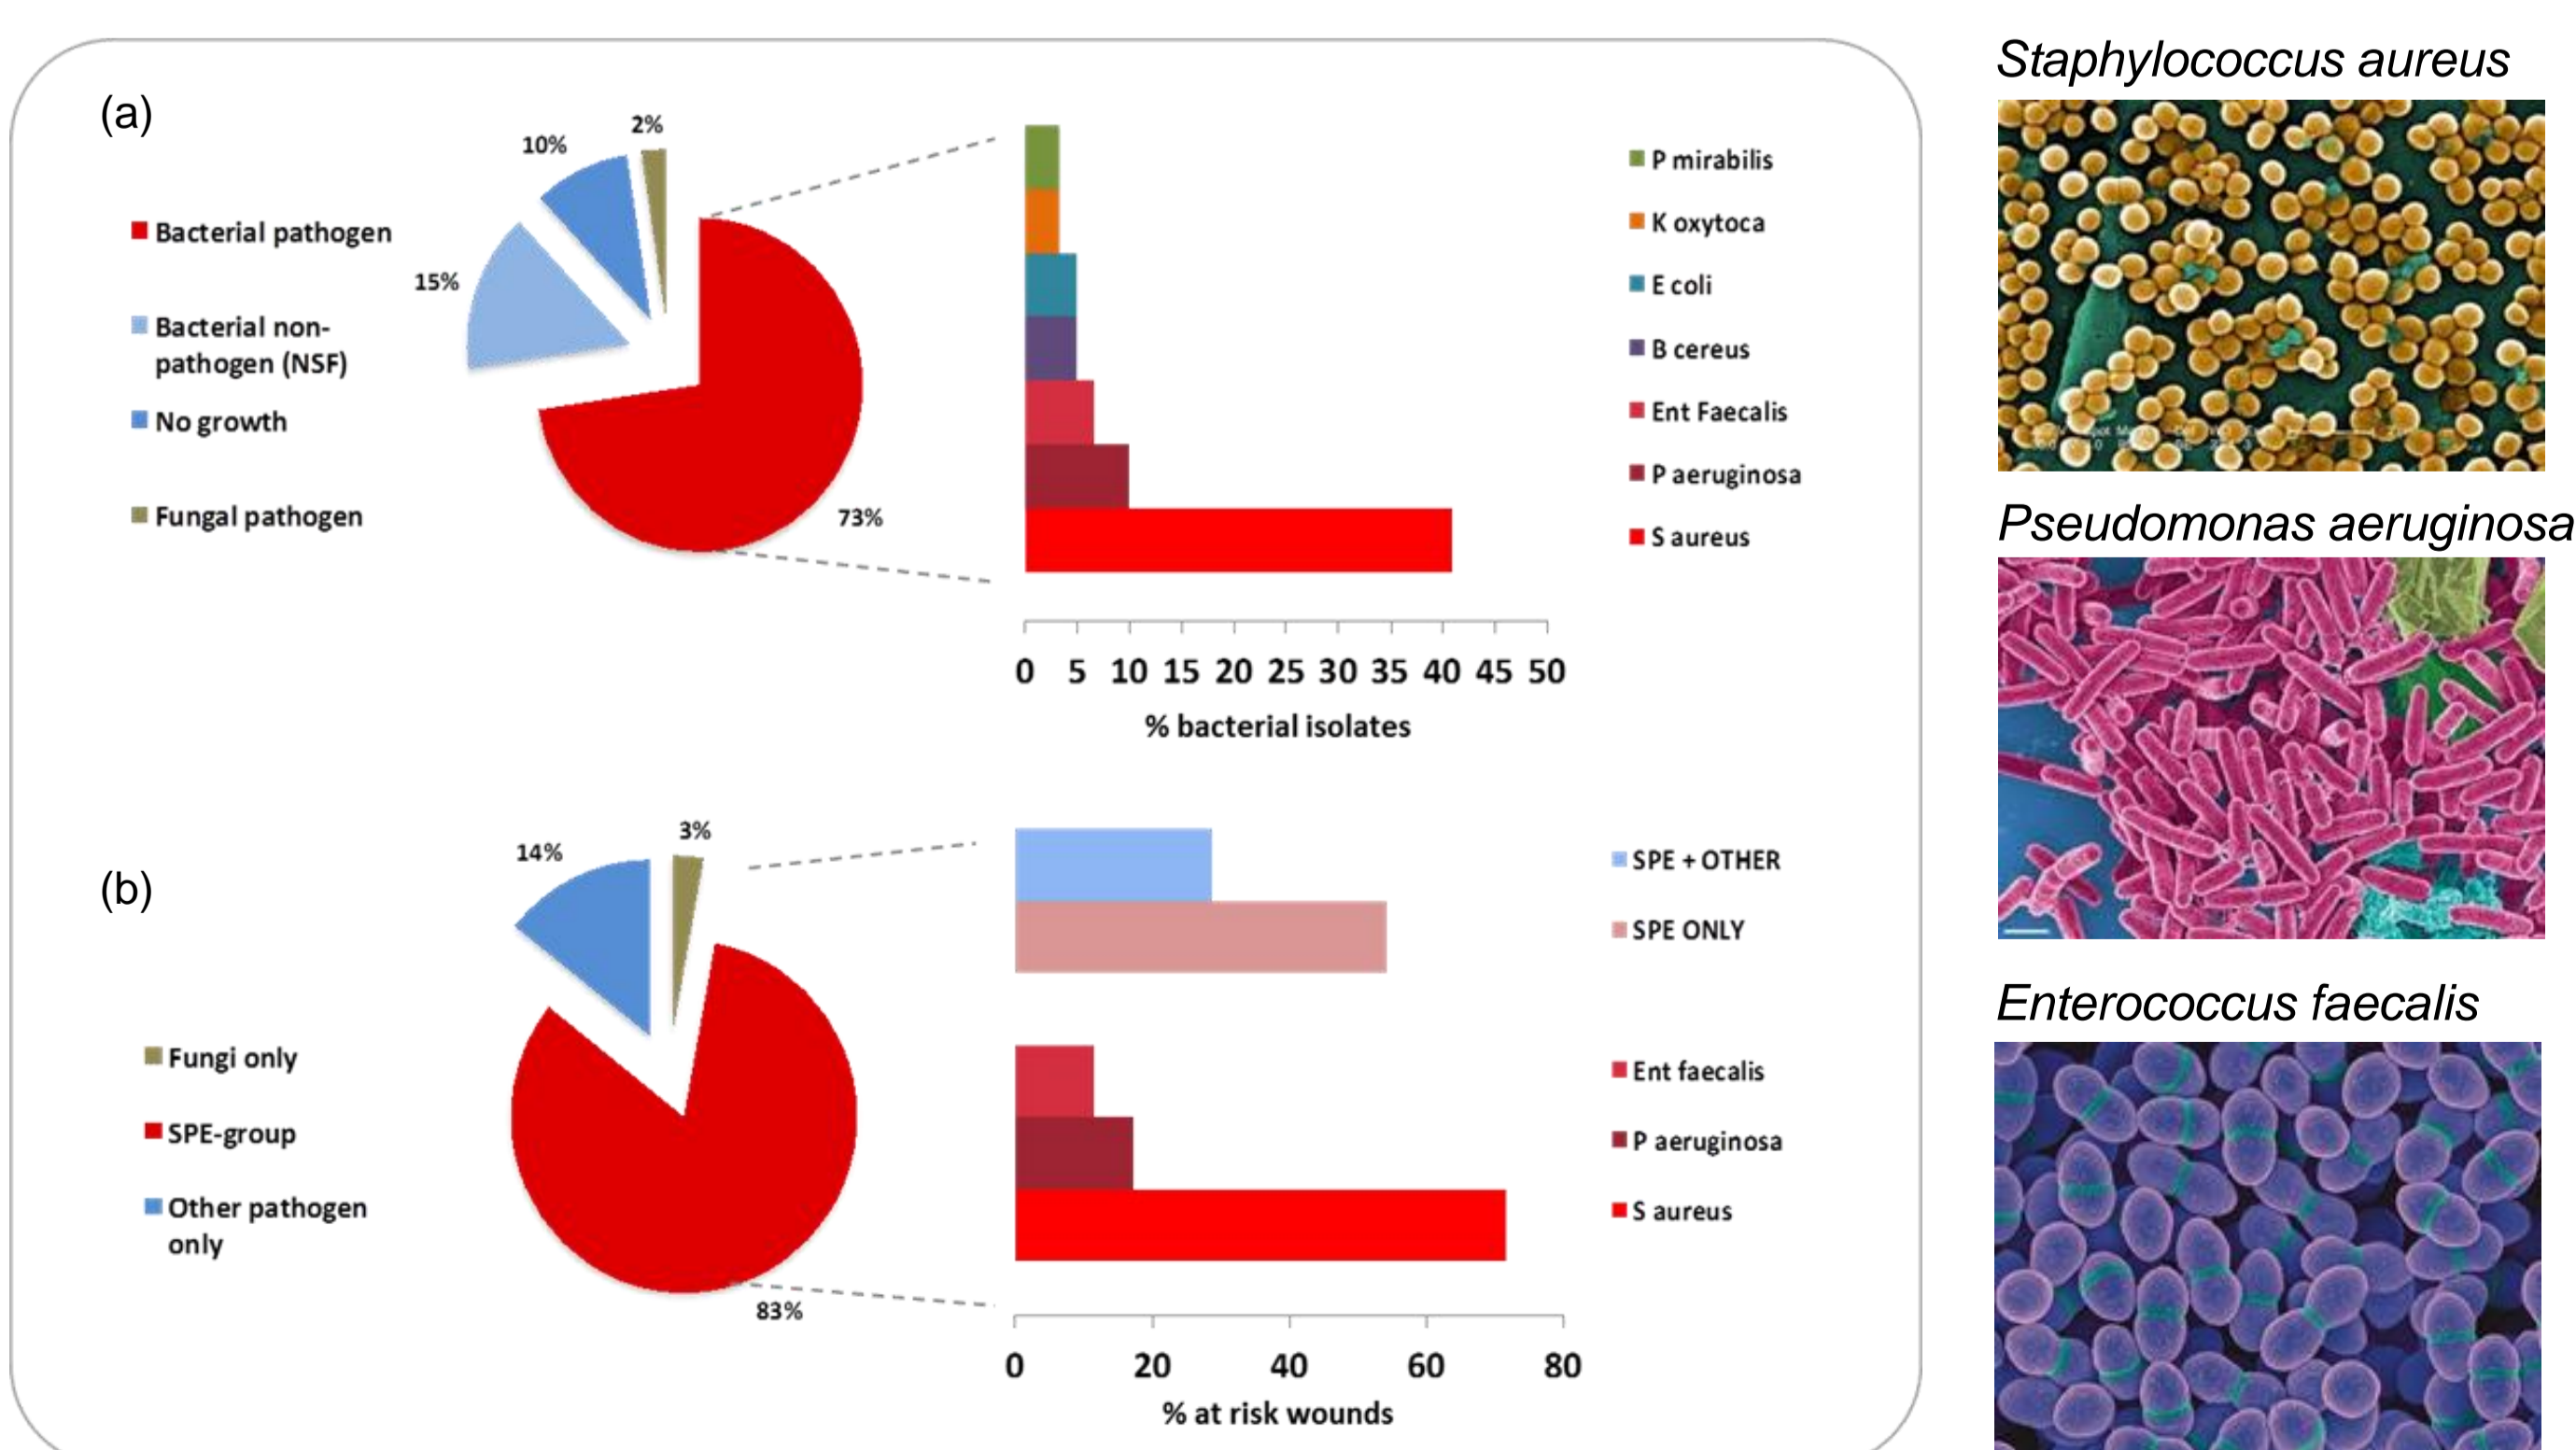 (a)
2%
10%
15%
73%
Bacterial pathogen
Bacterial non-
pathogen (NSF)
No growth
Fungal pathogen
P mirabilis
K oxytoca
E coli
B cereus
Ent Faecalis
P aeruginosa
S aureus
0 5 10 15 20 25 30 35 40 45 50
% bacterial isolates
(b)
3%
14%
83%
Fungi only
SPE-group
Other pathogen
only
SPE + OTHER
SPE ONLY
Ent faecalis
P aeruginosa
S aureus
0 20 40 60 80
% at risk wounds
Staphylococcus aureus
Pseudomonas aeruginosa
Enterococcus faecalis